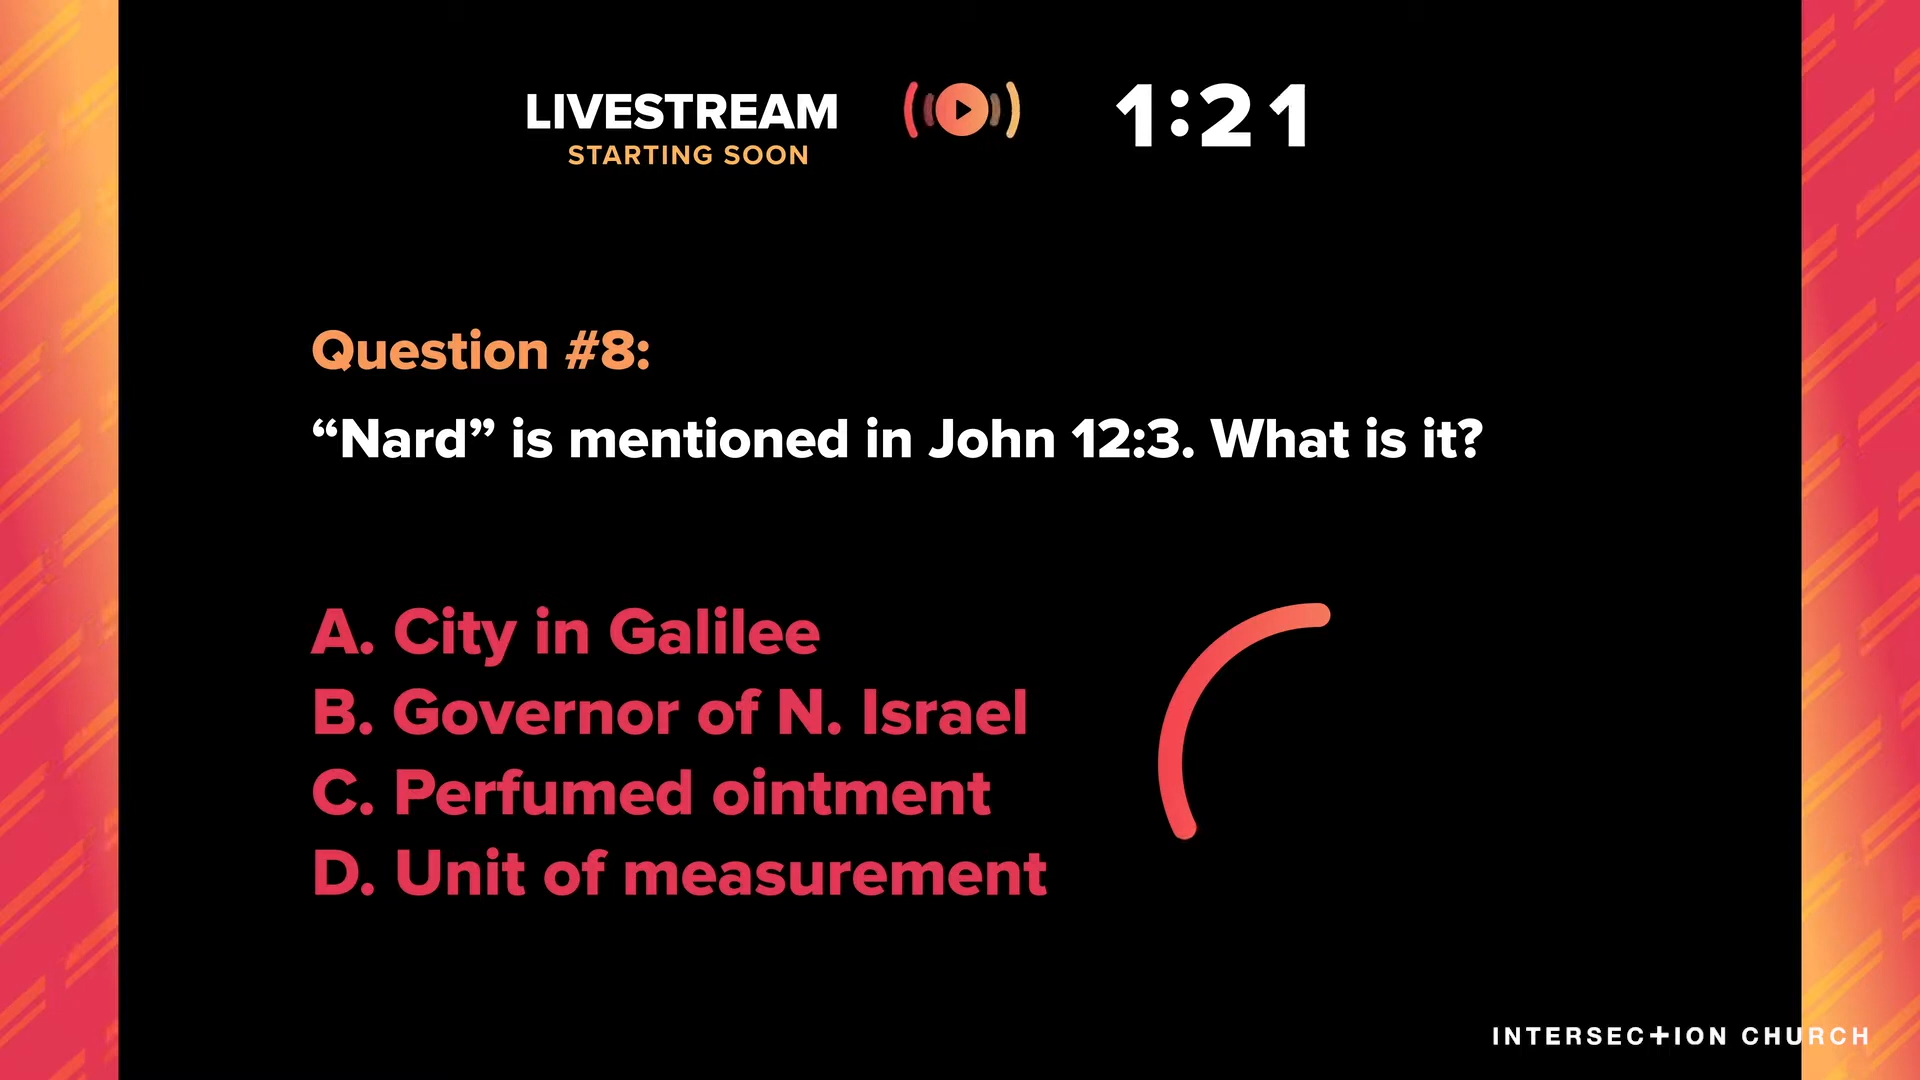 LIVESTREAM
STARTING SOON
1:21
Question #8:
“Nard” is mentioned in John 12:3. What is it?
A. City in Galilee
B. Governor of N. Israel
C. Perfumed ointment
D. Unit of measurement
INTERSECTION CHURCH